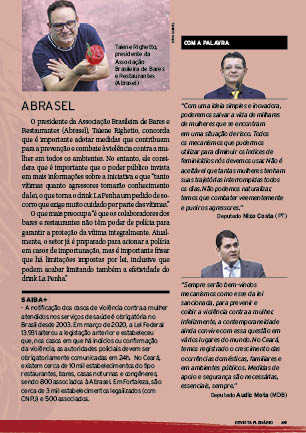 Taiene Righetto,
presidente da
Associação
Brasileira de Bares
e Restaurantes
(Abrasel)
COM A PALAVRA
ABRASEL
O presidente da Associação Brasileira de Bares e
Restaurantes (Abrasel), Taiene Righetto, concorda
que é importante adotar medidas que contribuam
para a prevenção e combate à violência contra a mu-
lher em todos os ambientes. No entanto, ele consi-
dera que é importante que o poder público invista
em mais informações sobre a iniciativa e que "tanto
vítimas quanto agressores tomarão conhecimento
da lei, o que torna o drink La Penha um pedido de so-
corro que exige muito cuidado por parte das vítimas".
O que mais preocupa "é que os colaboradores dos
bares e restaurantes não têm poder de polícia para
garantir a proteção da vítima integralmente. Atual-
mente, o setor já é preparado para acionar a polícia
em casos de importunação, mas é importante frisar
que há limitações impostas por lei, inclusive que
podem acabar limitando também a efetividade do
drink La Penha".
SAIBA+
- A notificação dos casos de violência contra a mulher
atendidos nos serviços de saúde é obrigatória no
Brasil desde 2003. Em março de 2020, a Lei Federal
13.931 alterou a legislação anterior e estabeleceu
que, nos casos em que há indícios ou confirmação
da violência, as autoridades policiais devem ser
obrigatoriamente comunicadas em 24h. No Ceará,
existem cerca de 10 mil estabelecimentos do tipo
restaurantes, bares, casas noturnas e congêneres,
sendo 800 associados à Abrasel. Em Fortaleza, são
cerca de 3 mil estabelecimentos legalizados (com
CNPJ) e 500 associados.
"Com uma ideia simples e inovadora,
poderemos salvar a vida de milhares
de mulheres que se encontram
em uma situação de risco. Todos
os mecanismos que pudermos
utilizar para diminuir os índices de
feminicídios nós devemos usar. Não é
aceitável que tantas mulheres tenham
suas trajetórias interrompidas todos
os dias. Não podemos naturalizar,
temos que combater veementemente
e punir os agressores."
Deputado Nizo Costa (PT)
"Sempre serão bem-vindos
mecanismos como esse da lei
sancionada, para prevenir e
coibir a violência contra a mulher.
Infelizmente, a contemporaneidade
ainda convive com essa questão em
vários lugares do mundo. No Ceará,
temos registrado o crescimento das
ocorrências domésticas, familiares e
em ambientes públicos. Medidas de
apoio e segurança são necessárias,
essenciais, sempre."
Deputado Audic Mota (MDB)
REVISTA PLENÁRIO